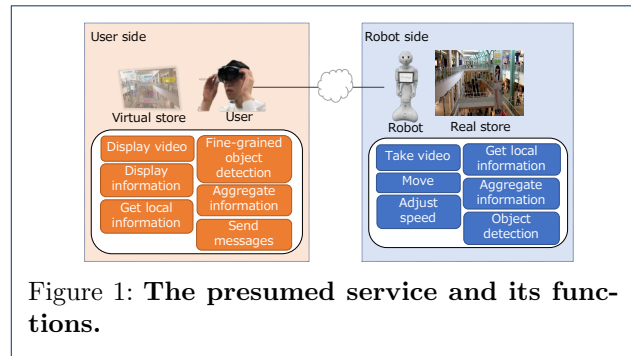 User side
Virtual store
User
Display video
Display
information
Get local
information
Fine-grained
object
detection
Aggregate
information
Send
messages
Robot side
Robot
Real store
Take video
Move
Adjust
speed
Get local
information
Aggregate
information
Object
detection
Figure 1: The presumed service and its func-
tions.